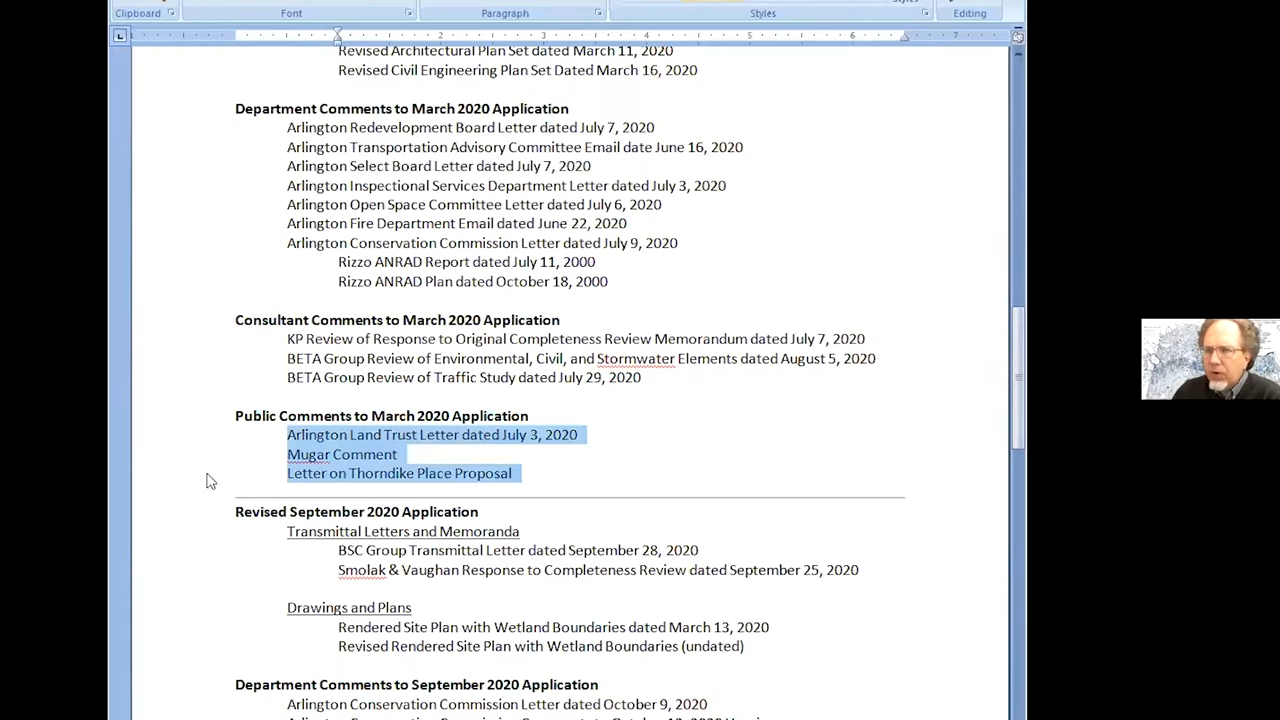 Clipboard
Font
Paragraph
Styles
Editing
1 2 3 4 5 6 7
Revised Architectural Plan Set dated March 11, 2020
Revised Civil Engineering Plan Set Dated March 16, 2020
Department Comments to March 2020 Application
Arlington Redevelopment Board Letter dated July 7, 2020
Arlington Transportation Advisory Committee Email date June 16, 2020
Arlington Select Board Letter dated July 7, 2020
Arlington Inspectional Services Department Letter dated July 3, 2020
Arlington Open Space Committee Letter dated July 6, 2020
Arlington Fire Department Email dated June 22, 2020
Arlington Conservation Commission Letter dated July 9, 2020
Rizzo ANRAD Report dated July 11, 2000
Rizzo ANRAD Plan dated October 18, 2000
Consultant Comments to March 2020 Application
KP Review of Response to Original Completeness Review Memorandum dated July 7, 2020
BETA Group Review of Environmental, Civil, and Stormwater Elements dated August 5, 2020
BETA Group Review of Traffic Study dated July 29, 2020
Public Comments to March 2020 Application
Arlington Land Trust Letter dated July 3, 2020
Mugar Comment
Letter on Thorndike Place Proposal
Revised September 2020 Application
Transmittal Letters and Memoranda
BSC Group Transmittal Letter dated September 28, 2020
Smolak & Vaughan Response to Completeness Review dated September 25, 2020
Drawings and Plans
Rendered Site Plan with Wetland Boundaries dated March 13, 2020
Revised Rendered Site Plan with Wetland Boundaries (undated)
Department Comments to September 2020 Application
Arlington Conservation Commission Letter dated October 9, 2020